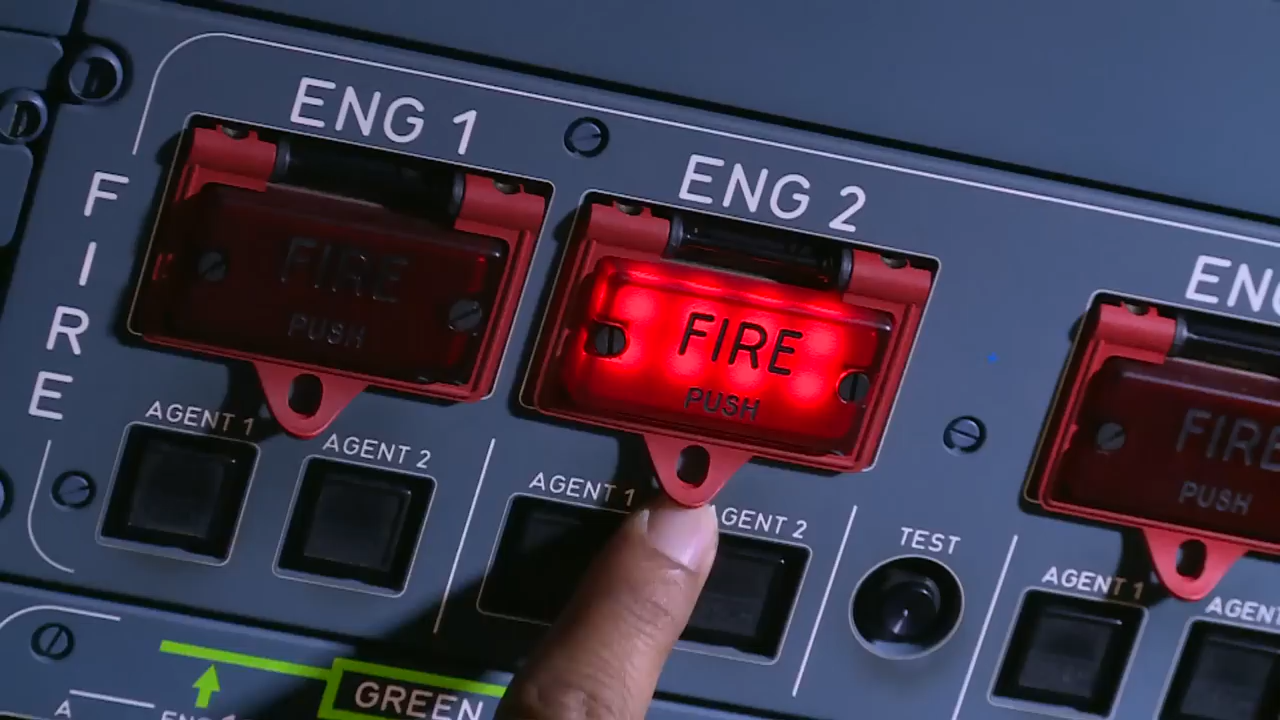 ENG 1
ENG 2
FIRE
FIRE
PUSH
FIRE
PUSH
FIRE
PUSH
AGENT 1
AGENT 2
AGENT 1
AGENT 2
TEST
AGENT 1
GREEN
A